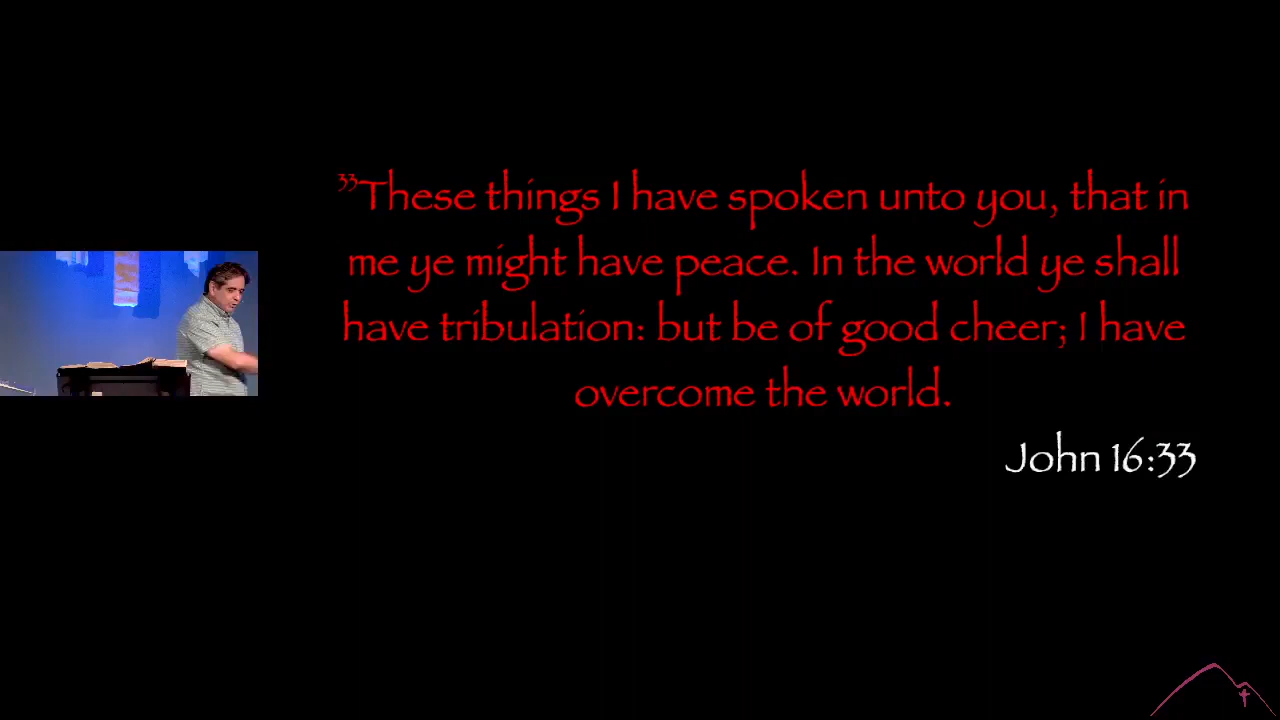 33These things I have spoken unto you, that in
me ye might have peace. In the world ye shall
have tribulation: but be of good cheer; I have
overcome the world.
John 16:33